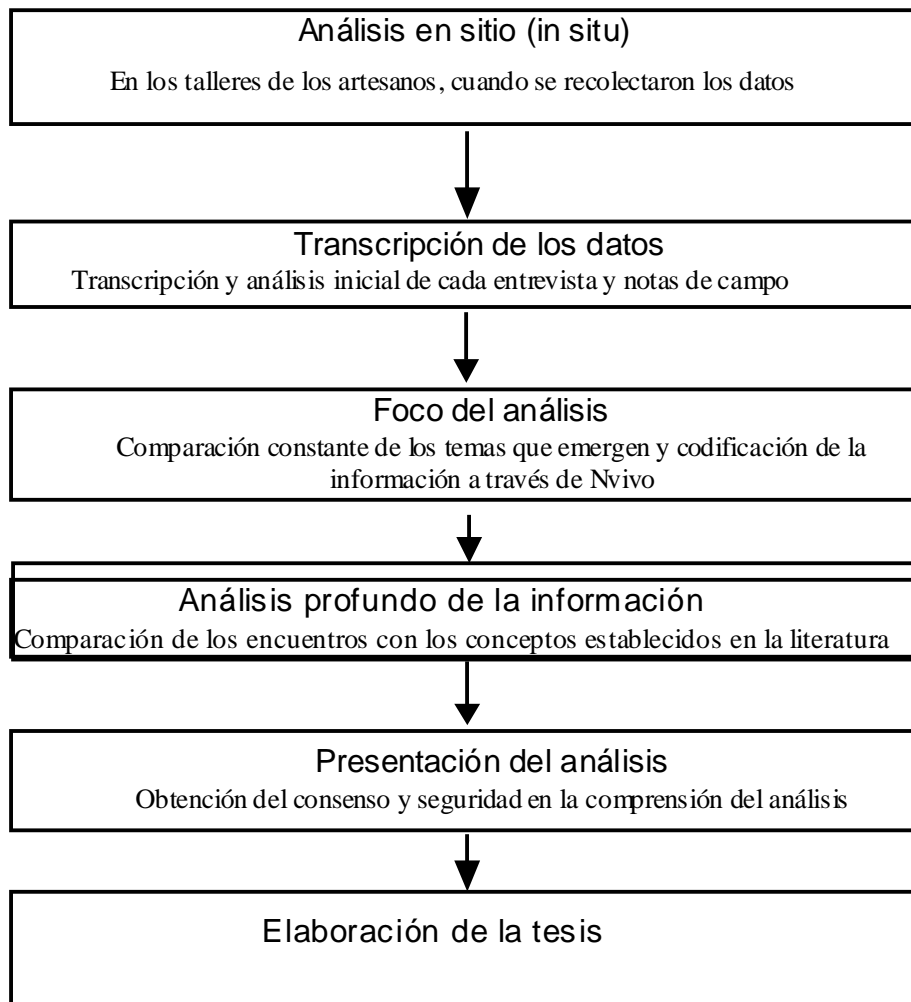 Análisis en sitio (in situ)
En los talleres de los artesanos, cuando se recolectaron los datos
Transcripción de los datos
Transcripción y análisis inicial de cada entrevista y notas de campo
Foco del análisis
Comparación constante de los temas que emergen y codificación de la
información a través de Nvivo
Análisis profundo de la información
Comparación de los encuentros con los conceptos establecidos en la literatura
Presentación del análisis
Obtención del consenso y seguridad en la comprensión del análisis
Elaboración de la tesis